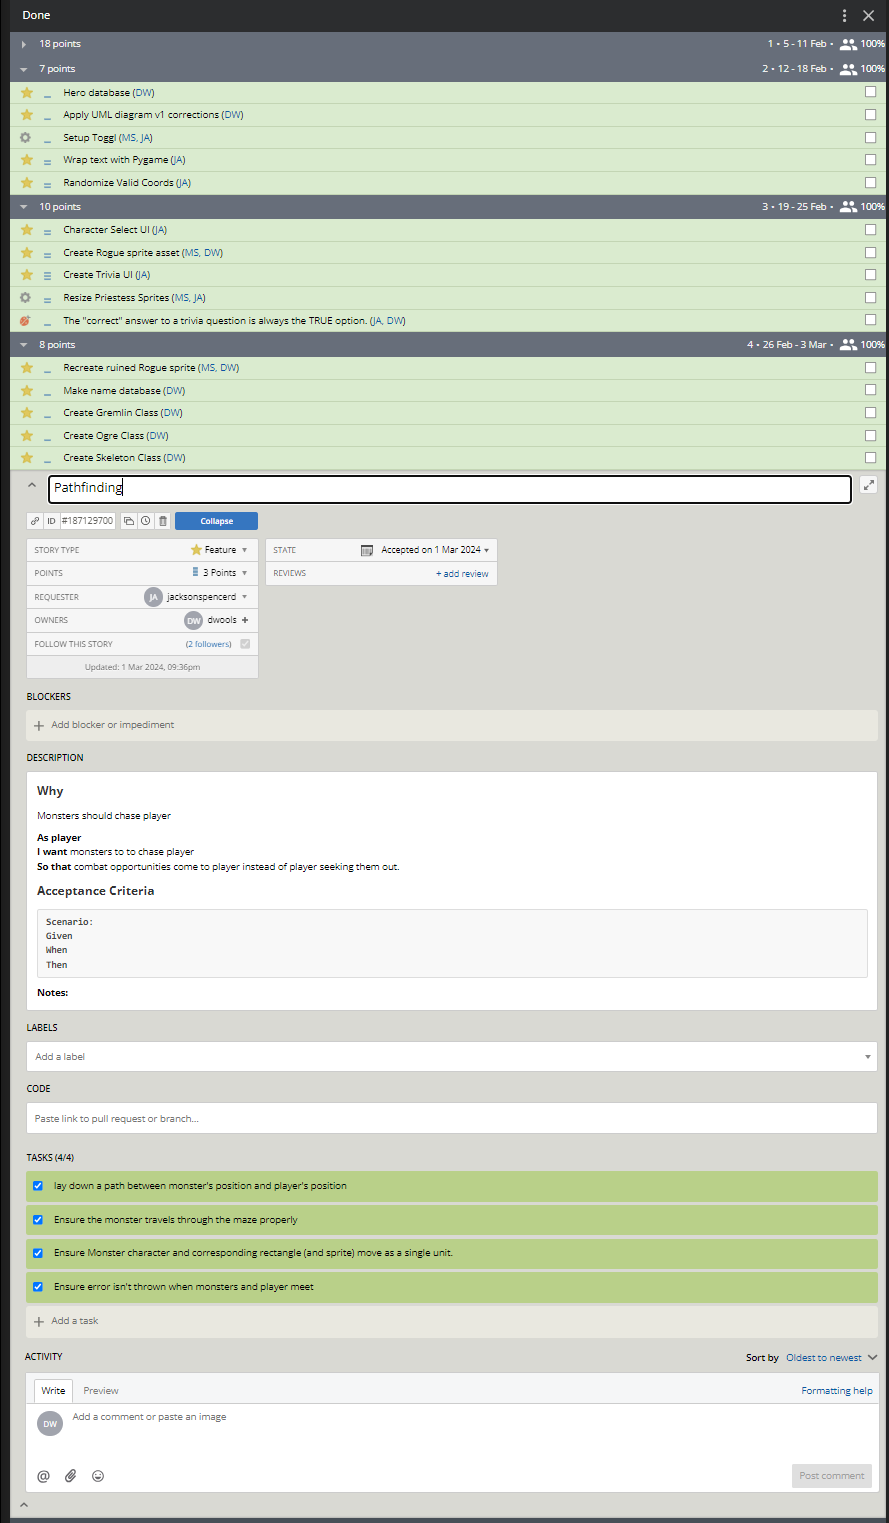 Done
18 points 1 • 5 - 11 Feb • 100%
7 points 2 • 12 - 18 Feb • 100%
Hero database (DW)
Apply UML diagram v1 corrections (DW)
Setup Toggl (MS, JA)
Wrap text with Pygame (JA)
Randomize Valid Coords (JA)
10 points 3 • 19 - 25 Feb • 100%
Character Select UI (JA)
Create Rogue sprite asset (MS, DW)
Create Trivia UI (JA)
Resize Priestess Sprites (MS, JA)
The "correct" answer to a trivia question is always the TRUE option. (JA, DW)
8 points 4 • 26 Feb - 3 Mar • 100%
Recreate ruined Rogue sprite (MS, DW)
Make name database (DW)
Create Gremlin Class (DW)
Create Ogre Class (DW)
Create Skeleton Class (DW)
Pathfinding
ID #187129700 Collapse
STORY TYPE Feature STATE Accepted on 1 Mar 2024
POINTS 3 Points REVIEWS + add review
REQUESTER JA jacksonspencerd
OWNERS DW dwools +
FOLLOW THIS STORY (2 followers)
Updated: 1 Mar 2024, 09:36pm
BLOCKERS
+ Add blocker or impediment
DESCRIPTION
Why
Monsters should chase player
As player
I want monsters to to chase player
So that combat opportunities come to player instead of player seeking them out.
Acceptance Criteria
Scenario:
Given
When
Then
Notes:
LABELS
Add a label
CODE
Paste link to pull request or branch...
TASKS (4/4)
lay down a path between monster's position and player's position
Ensure the monster travels through the maze properly
Ensure Monster character and corresponding rectangle (and sprite) move as a single unit.
Ensure error isn't thrown when monsters and player meet
+ Add a task
ACTIVITY Sort by Oldest to newest
Write Preview Formatting help
DW Add a comment or paste an image
@ Post comment